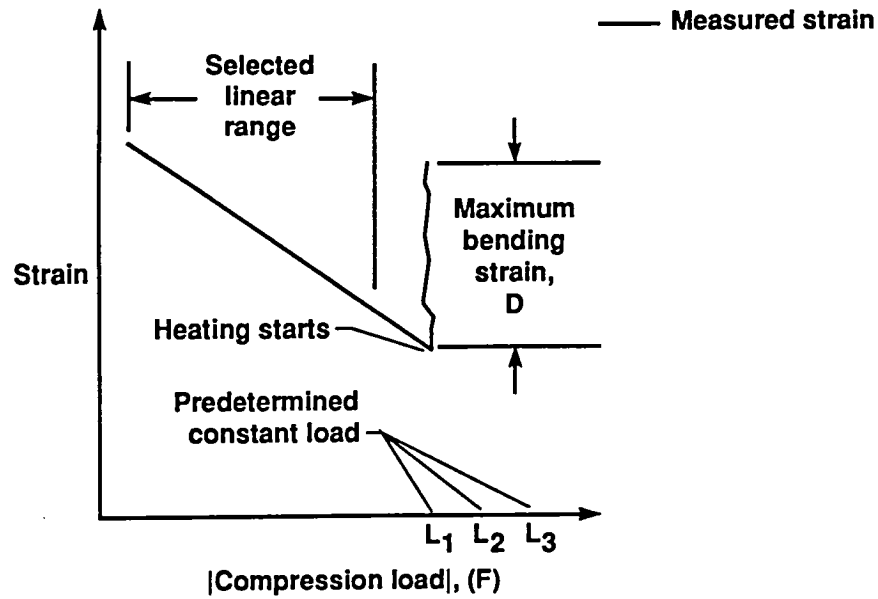 Measured strain
Selected
linear
range
Maximum
bending
strain,
D
Strain
Heating starts
Predetermined
constant load
L1 L2 L3
|Compression load|, (F)